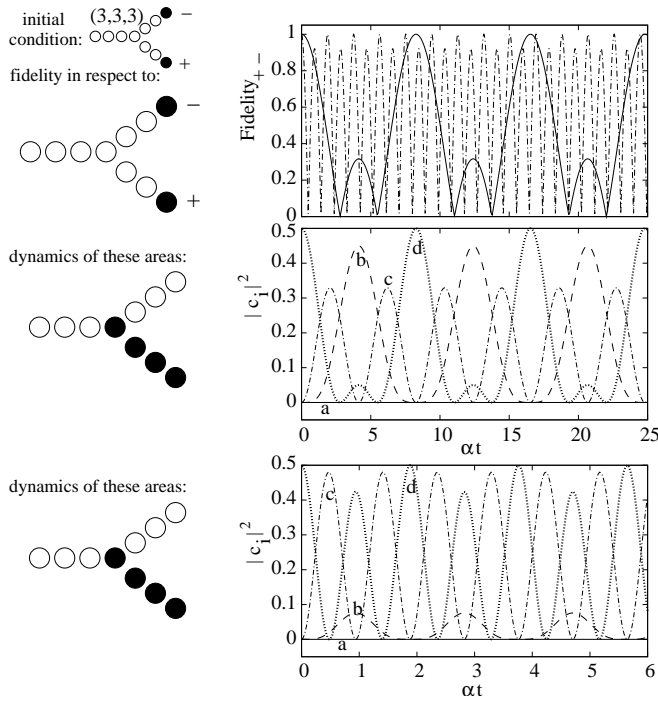 initial (3,3,3) −
condition: +
fidelity in respect to:
−
+
1
0.8
0.6
0.4
0.2
0
Fidelity+ −
dynamics of these areas:
0.5
0.4
0.3
0.2
0.1
0
| c_i |^2
b
d
c
a
0 5 10 15 20 25
αt
dynamics of these areas:
0.5
0.4
0.3
0.2
0.1
0
| c_i |^2
c
d
b
a
0 1 2 3 4 5 6
αt